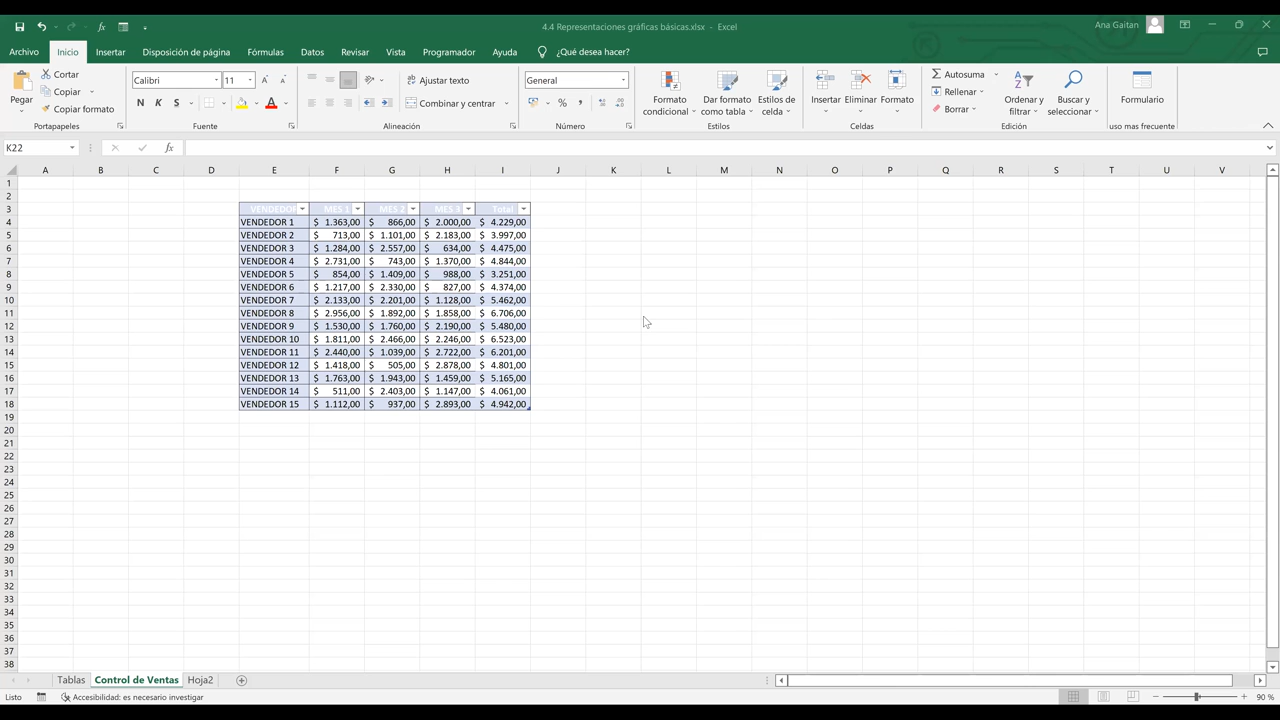 4.4 Representaciones gráficas básicas.xlsx - Excel
Ana Gaitan
Archivo Inicio Insertar Disposición de página Fórmulas Datos Revisar Vista Programador Ayuda ¿Qué desea hacer?
Pegar
Cortar
Copiar
Copiar formato
Portapapeles
Calibri 11
N K S
Fuente
Ajustar texto
Combinar y centrar
Alineación
General
% 
Número
Formato condicional
Dar formato como tabla
Estilos de celda
Estilos
Insertar Eliminar Formato
Celdas
Autosuma
Rellenar
Borrar
Ordenar y filtrar
Buscar y seleccionar
Edición
Formulario
uso mas frecuente
K22 fx
A B C D E F G H I J K L M N O P Q R S T U V
1
2
3 VENDEDOR MES 1 MES 2 MES 3 Total
4 VENDEDOR 1 $ 1.363,00 $ 866,00 $ 2.000,00 $ 4.229,00
5 VENDEDOR 2 $ 713,00 $ 1.101,00 $ 2.183,00 $ 3.997,00
6 VENDEDOR 3 $ 1.284,00 $ 2.557,00 $ 634,00 $ 4.475,00
7 VENDEDOR 4 $ 2.731,00 $ 743,00 $ 1.370,00 $ 4.844,00
8 VENDEDOR 5 $ 854,00 $ 1.409,00 $ 988,00 $ 3.251,00
9 VENDEDOR 6 $ 1.217,00 $ 2.330,00 $ 827,00 $ 4.374,00
10 VENDEDOR 7 $ 2.133,00 $ 2.201,00 $ 1.128,00 $ 5.462,00
11 VENDEDOR 8 $ 2.956,00 $ 1.892,00 $ 1.858,00 $ 6.706,00
12 VENDEDOR 9 $ 1.530,00 $ 1.760,00 $ 2.190,00 $ 5.480,00
13 VENDEDOR 10 $ 1.811,00 $ 2.466,00 $ 2.246,00 $ 6.523,00
14 VENDEDOR 11 $ 2.440,00 $ 1.039,00 $ 2.722,00 $ 6.201,00
15 VENDEDOR 12 $ 1.418,00 $ 505,00 $ 2.878,00 $ 4.801,00
16 VENDEDOR 13 $ 1.763,00 $ 1.943,00 $ 1.459,00 $ 5.165,00
17 VENDEDOR 14 $ 511,00 $ 2.403,00 $ 1.147,00 $ 4.061,00
18 VENDEDOR 15 $ 1.112,00 $ 937,00 $ 2.893,00 $ 4.942,00
19
20
21
22
23
24
25
26
27
28
29
30
31
32
33
34
35
36
37
38
Tablas Control de Ventas Hoja2
Listo Accesibilidad: es necesario investigar 90 %